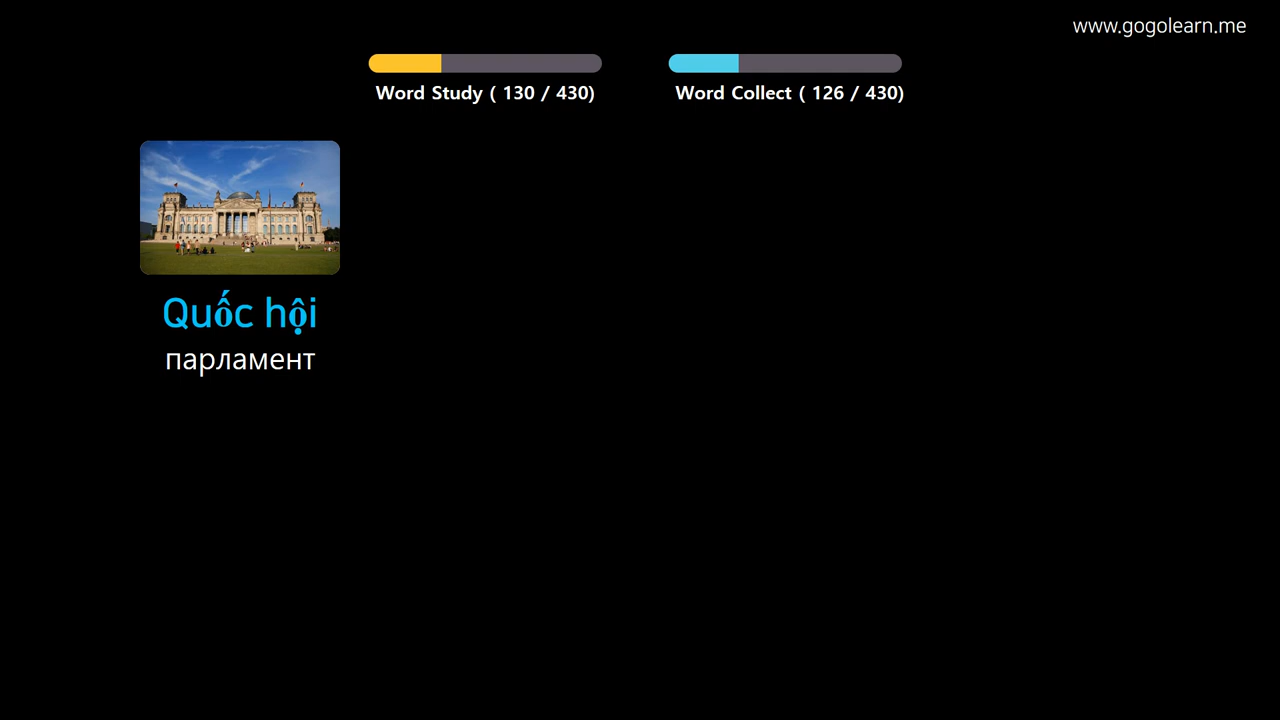 www.gogolearn.me
Word Study ( 130 / 430)
Word Collect ( 126 / 430)
Quốc hội
парламент